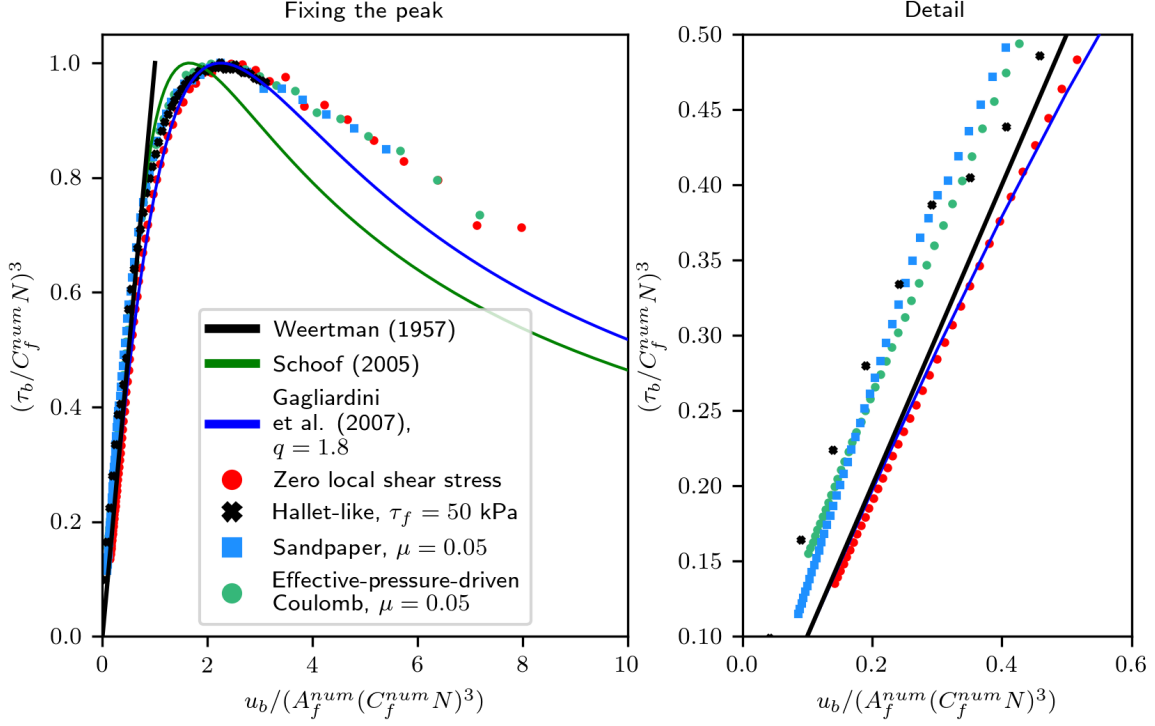 Fixing the peak
Detail
(τ_b/C_f^{num}N)^3
1.0
0.8
0.6
0.4
0.2
0.0
0
2
4
6
8
10
u_b/(A_f^{num}(C_f^{num}N)^3)
Weertman (1957)
Schoof (2005)
Gagliardini
et al. (2007),
q = 1.8
Zero local shear stress
Hallet-like, τ_f = 50 kPa
Sandpaper, μ = 0.05
Effective-pressure-driven
Coulomb, μ = 0.05
(τ_b/C_f^{num}N)^3
0.50
0.45
0.40
0.35
0.30
0.25
0.20
0.15
0.10
0.0
0.2
0.4
0.6
u_b/(A_f^{num}(C_f^{num}N)^3)